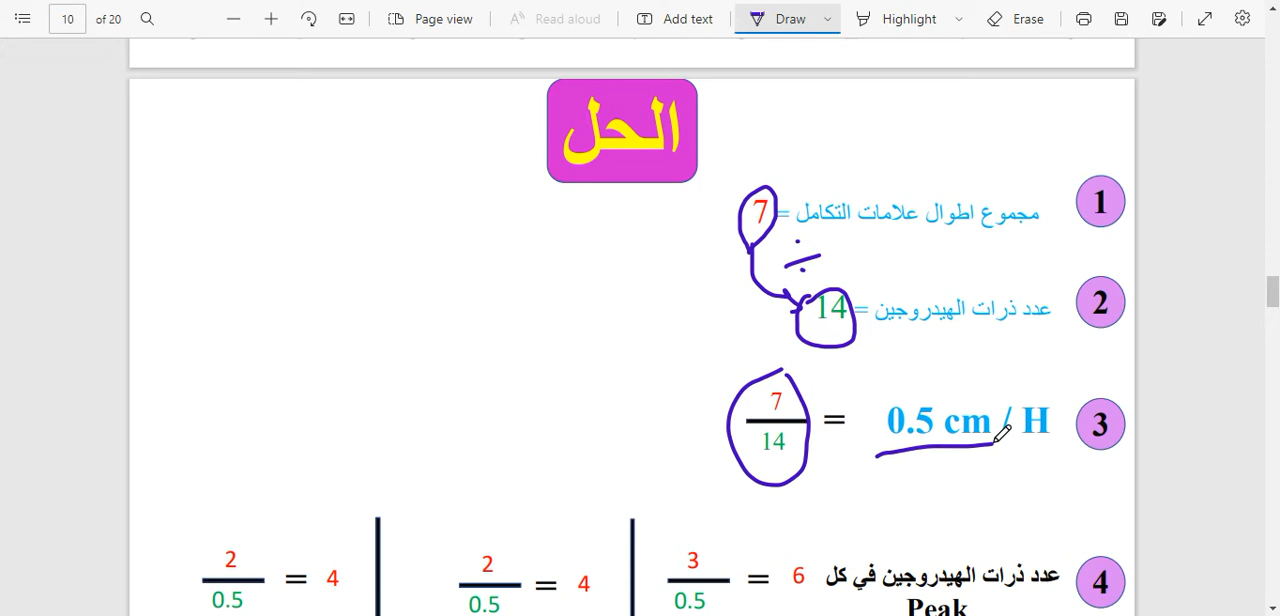 10 of 20 Page view Read aloud Add text Draw Highlight Erase
الحل
1 مجموع اطوال علامات التكامل = 7
÷
2 عدد ذرات الهيدروجين = 14
3 7/14 = 0.5 cm / H
4 عدد ذرات الهيدروجين في كل Peak
3/0.5 = 6
2/0.5 = 4
2/0.5 = 4